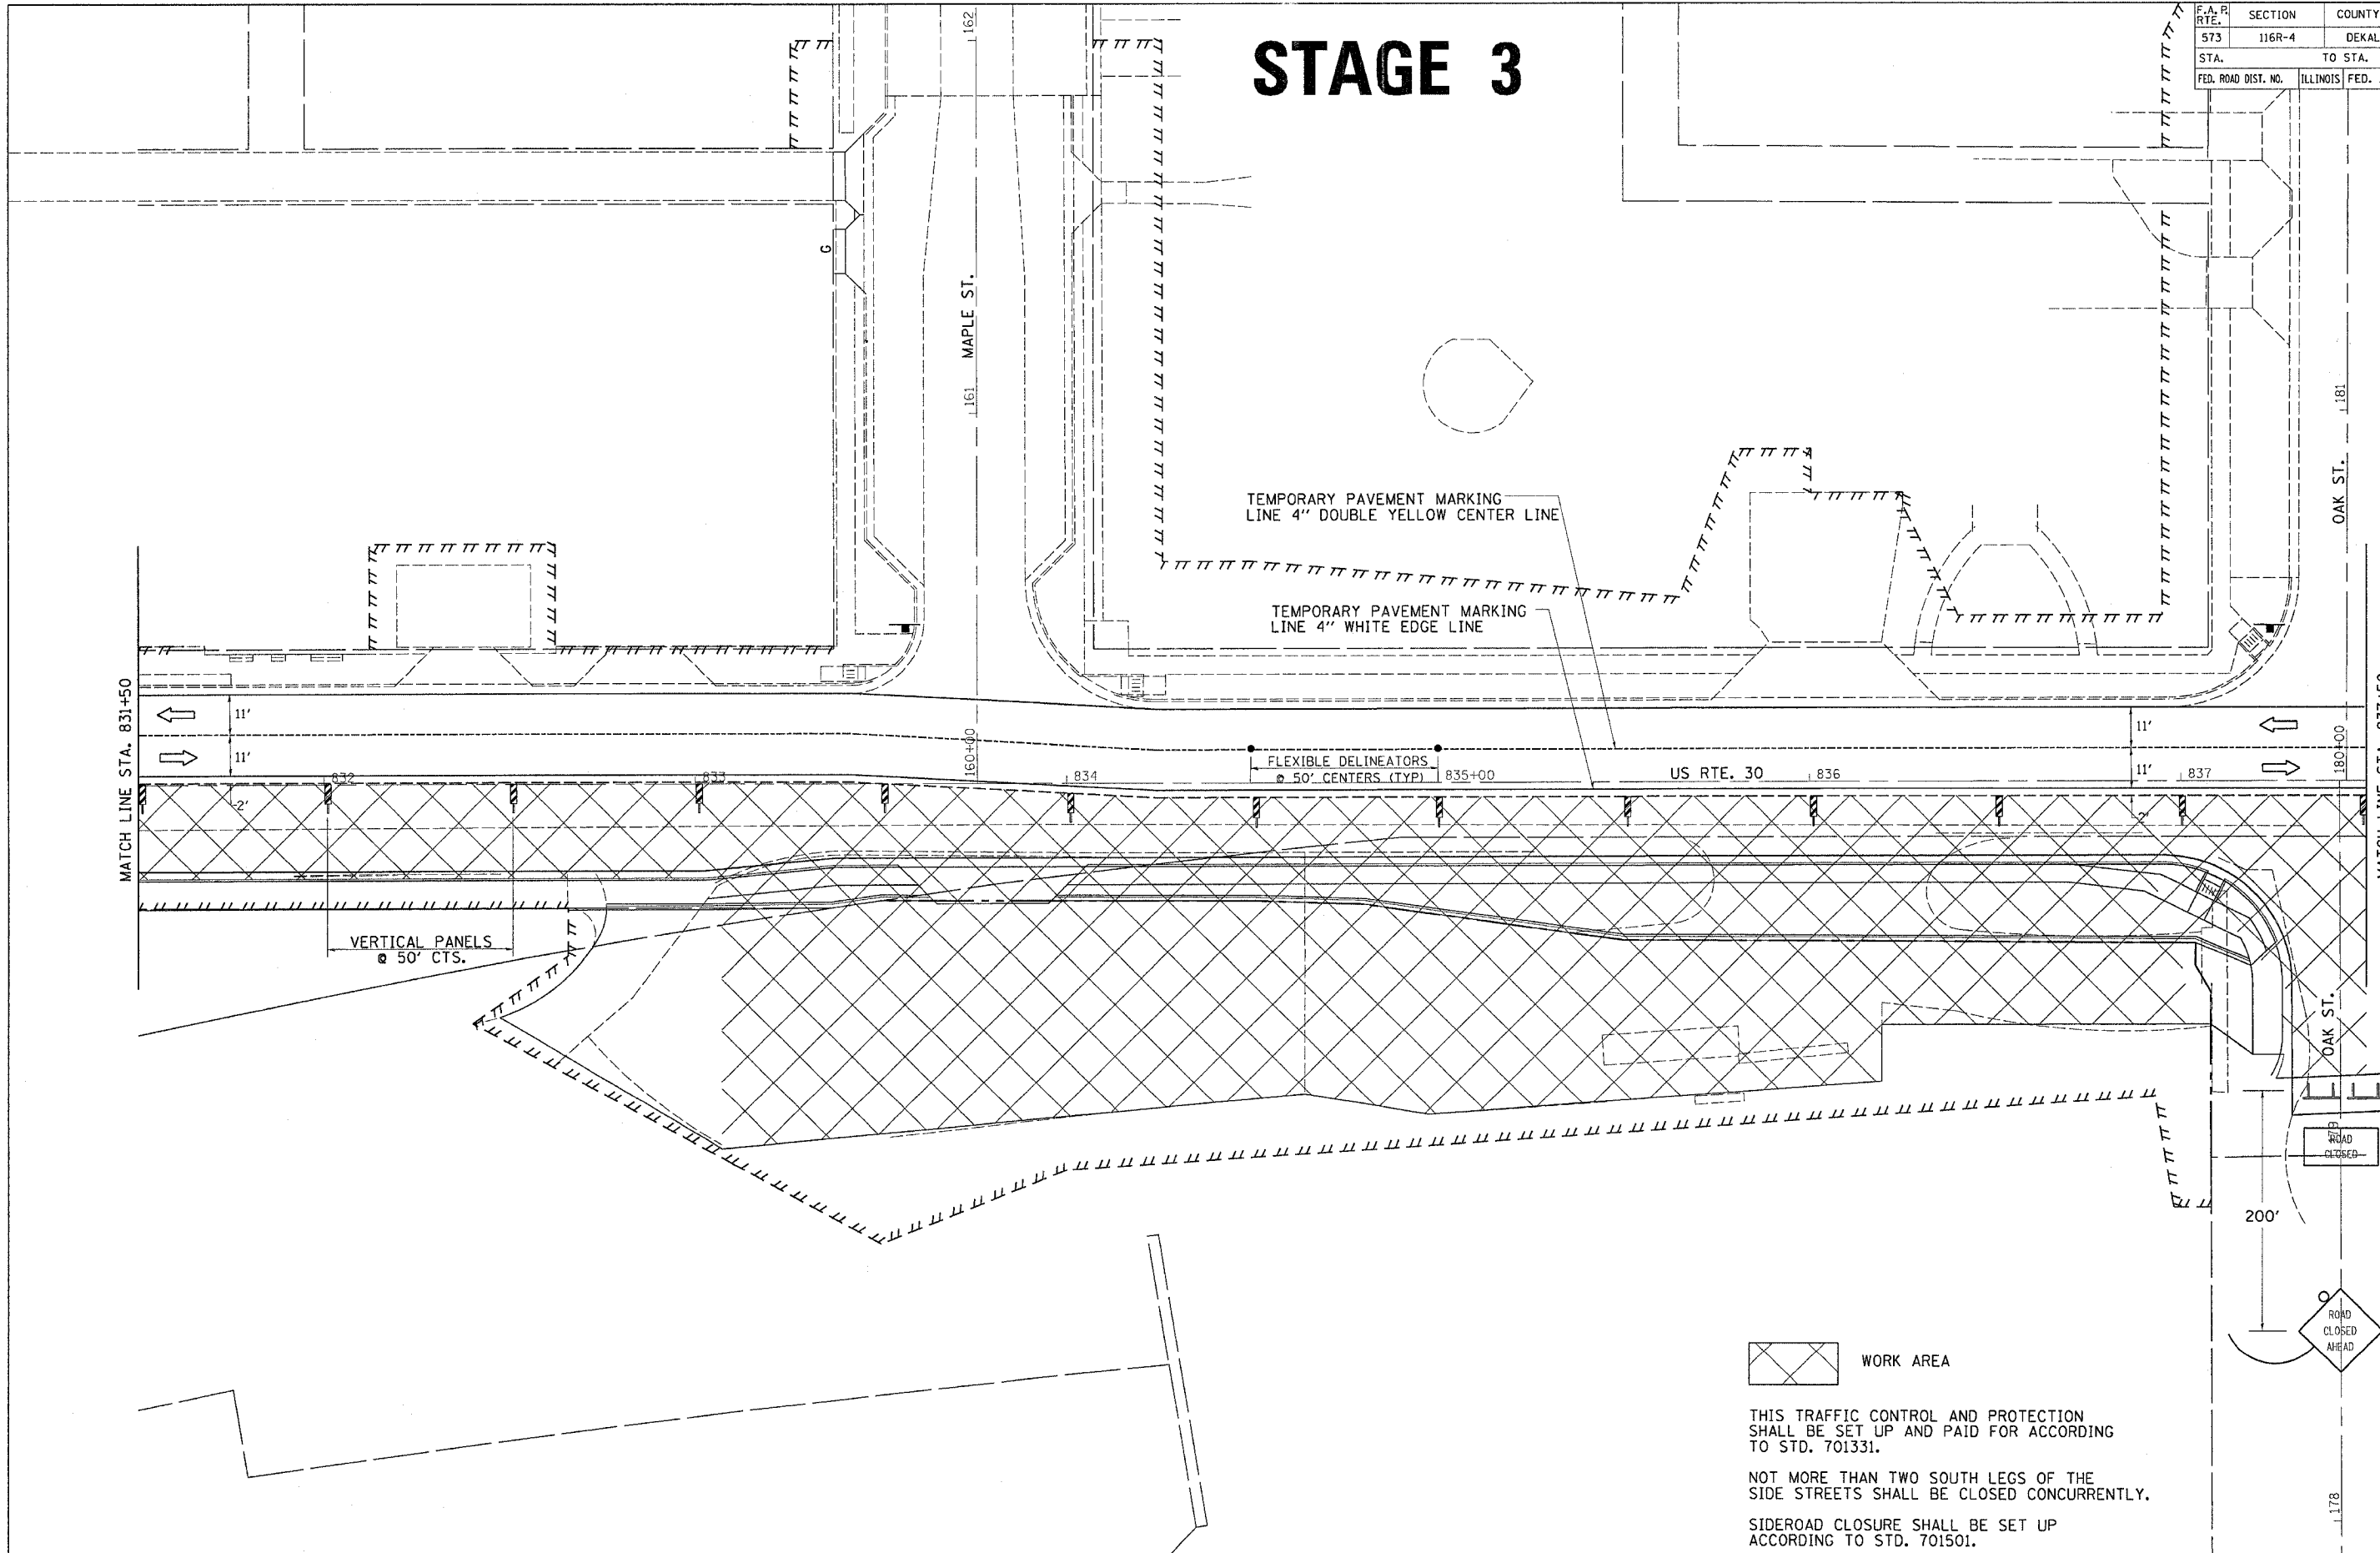 STAGE 3
F.A.P. RTE.
SECTION
COUNTY
573
116R-4
DEKAL
STA.
TO STA.
FED. ROAD DIST. NO.
ILLINOIS
FED.
162
MAPLE ST.
161
G
181
OAK ST.
TEMPORARY PAVEMENT MARKING
LINE 4'' DOUBLE YELLOW CENTER LINE
TEMPORARY PAVEMENT MARKING
LINE 4'' WHITE EDGE LINE
MATCH LINE STA. 831+50
11'
11'
2'
832
833
160+00
834
FLEXIBLE DELINEATORS
@ 50' CENTERS (TYP)
835+00
US RTE. 30
836
11'
11'
2'
837
180+00
VERTICAL PANELS
@ 50' CTS.
OAK ST.
ROAD
CLOSED
200'
ROAD
CLOSED
AHEAD
178
WORK AREA
THIS TRAFFIC CONTROL AND PROTECTION
SHALL BE SET UP AND PAID FOR ACCORDING
TO STD. 701331.
NOT MORE THAN TWO SOUTH LEGS OF THE
SIDE STREETS SHALL BE CLOSED CONCURRENTLY.
SIDEROAD CLOSURE SHALL BE SET UP
ACCORDING TO STD. 701501.